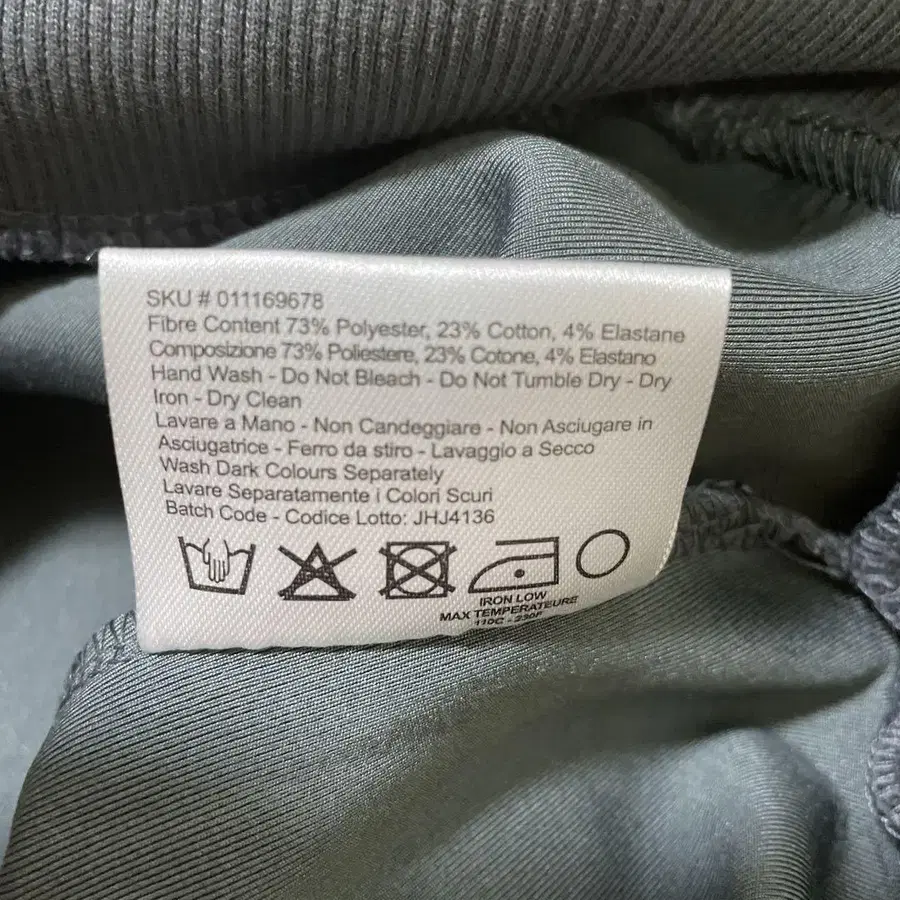 SKU # 011169678
Fibre Content 73% Polyester, 23% Cotton, 4% Elastane
Composizione 73% Poliestere, 23% Cotone, 4% Elastano
Hand Wash - Do Not Bleach - Do Not Tumble Dry - Dry
Iron - Dry Clean
Lavare a Mano - Non Candeggiare - Non Asciugare in
Asciugatrice - Ferro da stiro - Lavaggio a Secco
Wash Dark Colours Separately
Lavare Separatamente i Colori Scuri
Batch Code - Codice Lotto: JHJ4136
IRON LOW
MAX TEMPERATEURE
110C - 230F